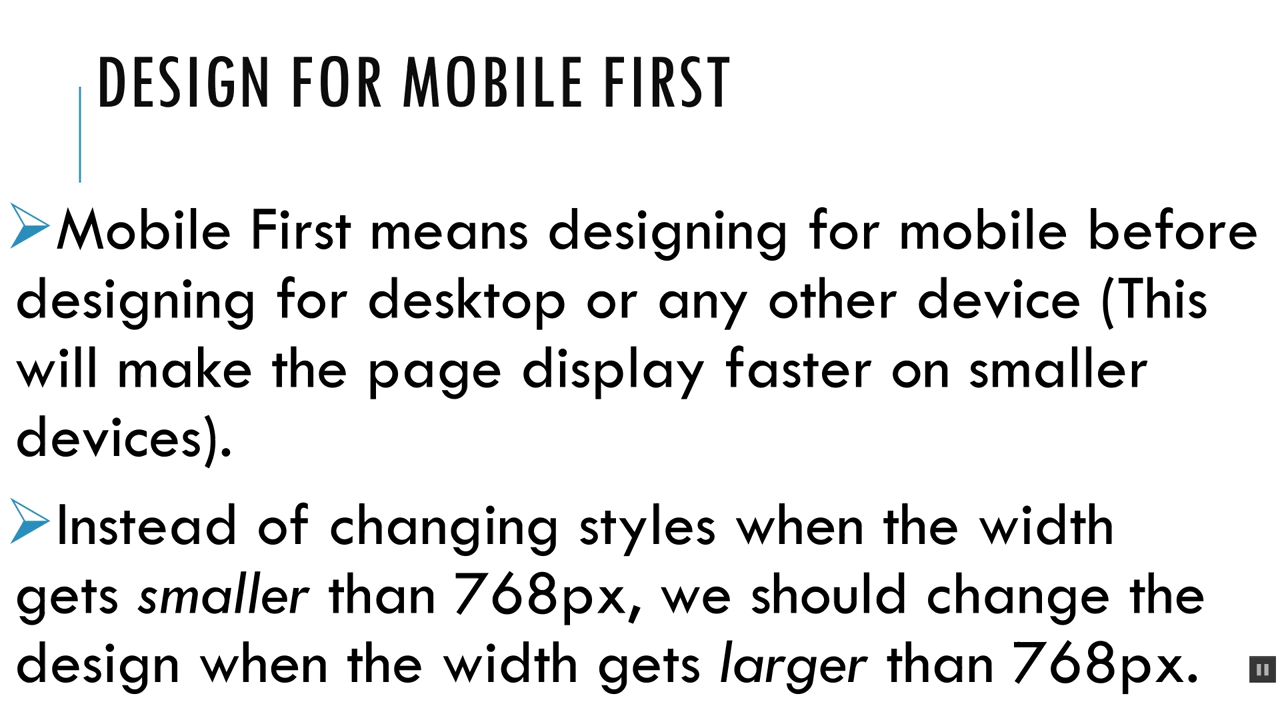 DESIGN FOR MOBILE FIRST
Mobile First means designing for mobile before
designing for desktop or any other device (This
will make the page display faster on smaller
devices).
Instead of changing styles when the width
gets smaller than 768px, we should change the
design when the width gets larger than 768px.